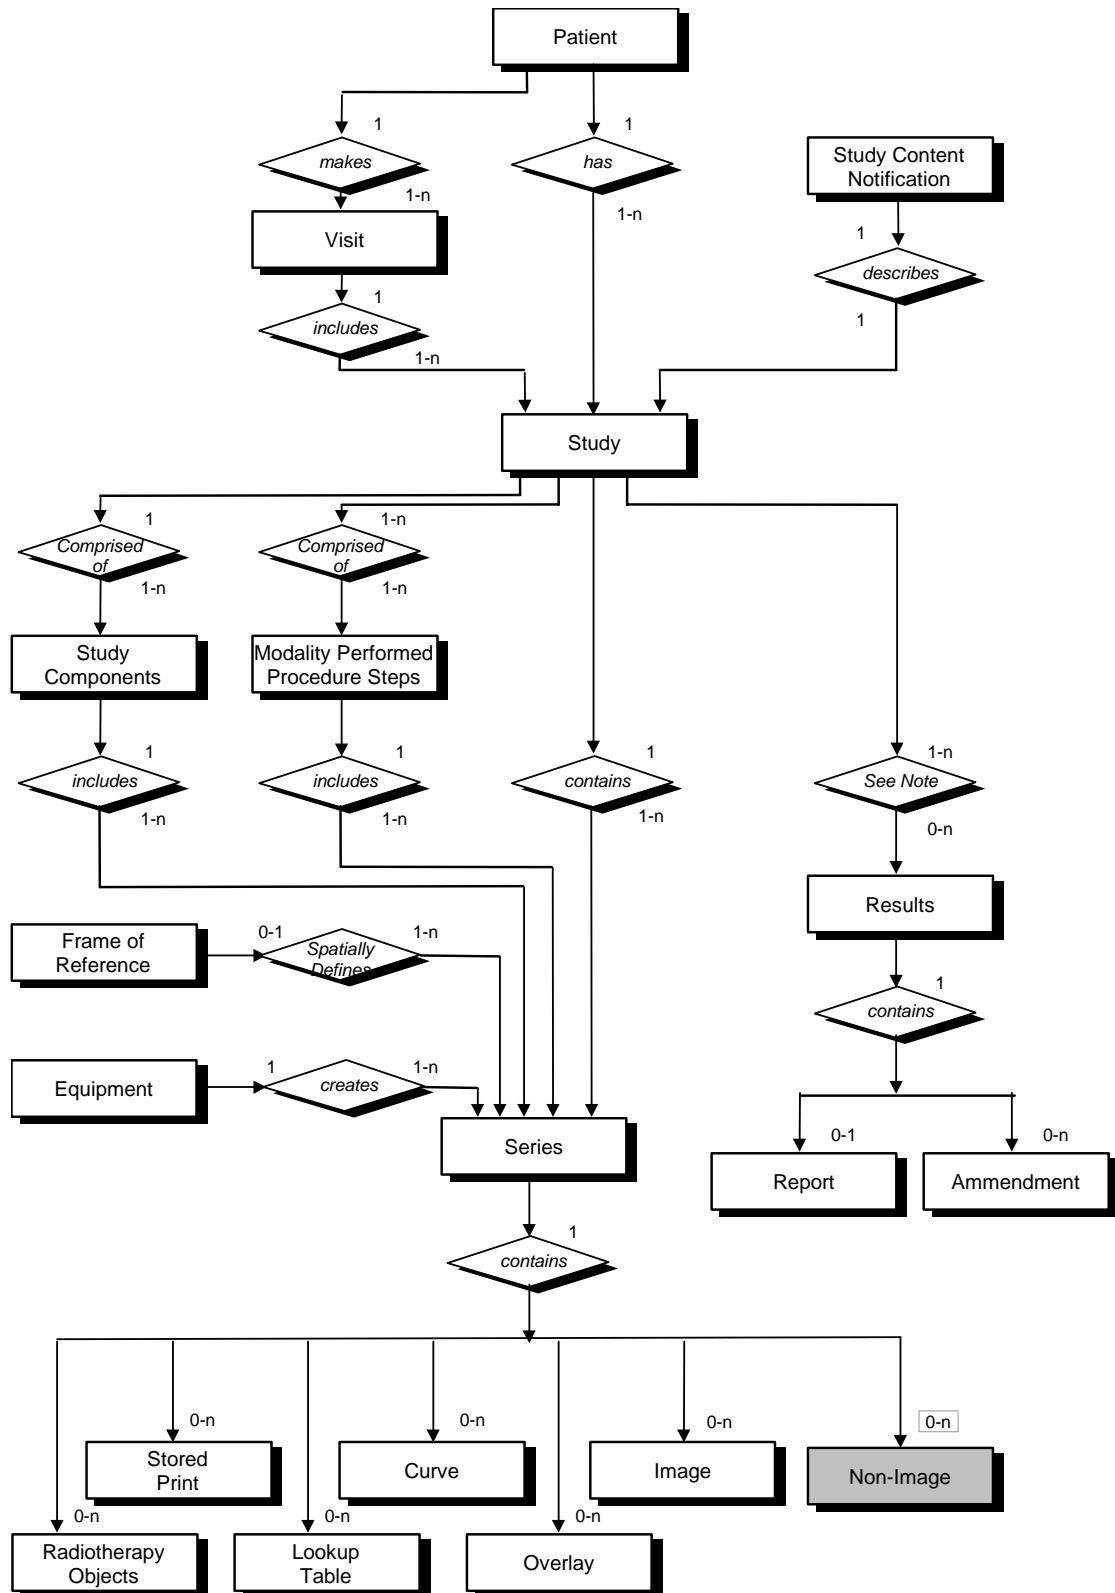 Patient
1
1
makes
has
Study Content
Notification
1-n
1-n
Visit
1
describes
1
1
includes
1-n
Study
1
1-n
Comprised
of
Comprised
of
1-n
1-n
Study
Components
Modality Performed
Procedure Steps
1
1
1
1-n
includes
includes
contains
See Note
1-n
1-n
1-n
0-n
Results
Frame of
Reference
0-1
Spatially
Defines
1-n
1
contains
Equipment
1
creates
1-n
Series
0-1
0-n
Report
Ammendment
1
contains
0-n
0-n
0-n
0-n
Stored
Print
Curve
Image
Non-Image
0-n
0-n
0-n
Radiotherapy
Objects
Lookup
Table
Overlay